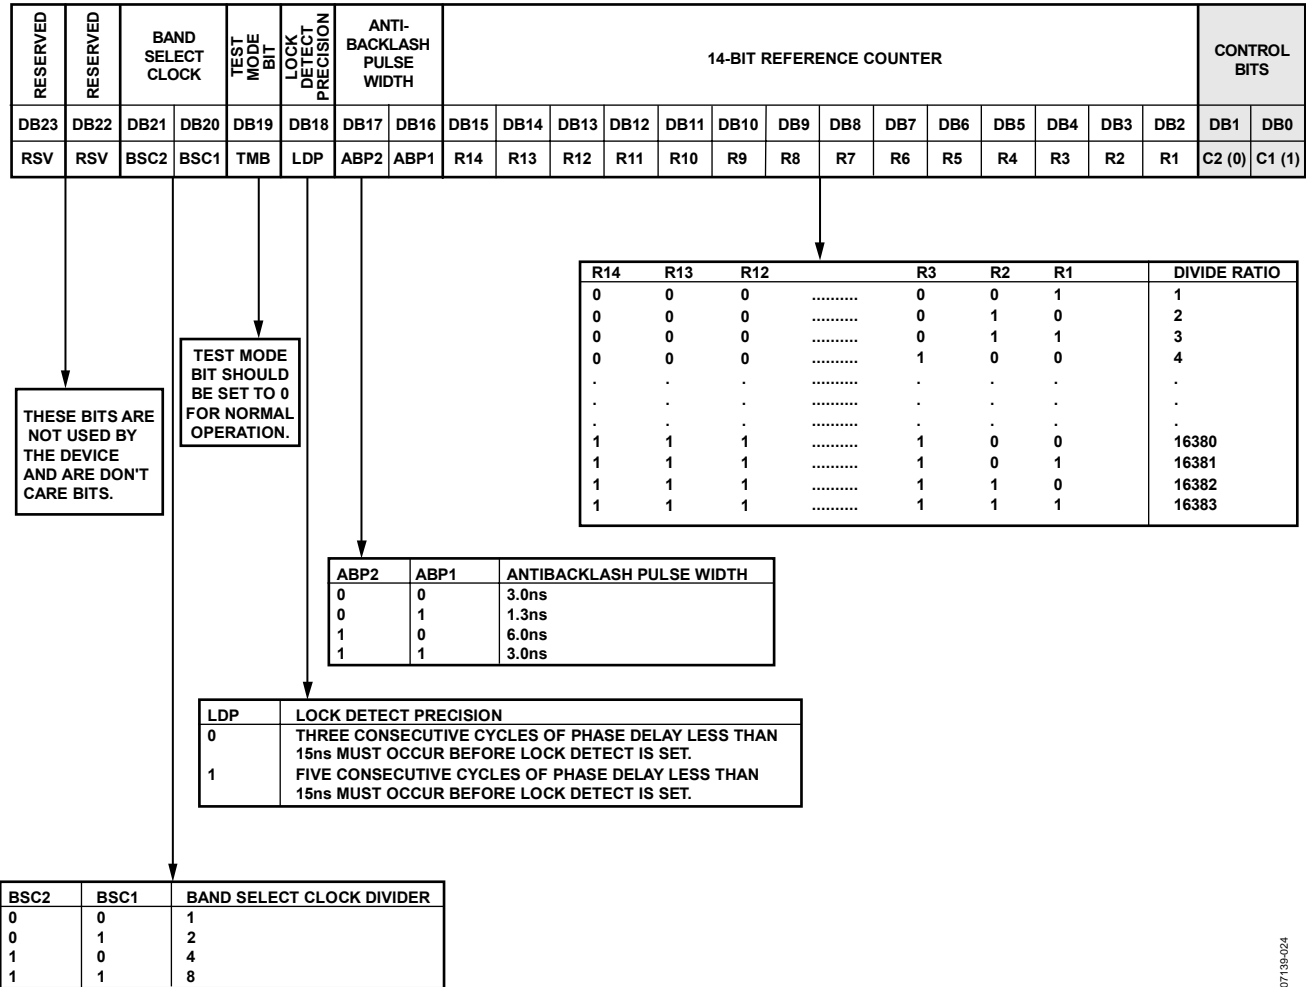 RESERVED
RESERVED
BAND
SELECT
CLOCK
TEST
MODE
BIT
LOCK
DETECT
PRECISION
ANTI-
BACKLASH
PULSE
WIDTH
14-BIT REFERENCE COUNTER
CONTROL
BITS
DB23 DB22 DB21 DB20 DB19 DB18 DB17 DB16 DB15 DB14 DB13 DB12 DB11 DB10 DB9 DB8 DB7 DB6 DB5 DB4 DB3 DB2 DB1 DB0
RSV RSV BSC2 BSC1 TMB LDP ABP2 ABP1 R14 R13 R12 R11 R10 R9 R8 R7 R6 R5 R4 R3 R2 R1 C2 (0) C1 (1)
R14 R13 R12 R3 R2 R1 DIVIDE RATIO
0 0 0 .......... 0 0 1 1
0 0 0 .......... 0 1 0 2
0 0 0 .......... 0 1 1 3
0 0 0 .......... 1 0 0 4
. . . .......... . . . .
. . . .......... . . . .
. . . .......... . . . .
1 1 1 .......... 1 0 0 16380
1 1 1 .......... 1 0 1 16381
1 1 1 .......... 1 1 0 16382
1 1 1 .......... 1 1 1 16383
TEST MODE
BIT SHOULD
BE SET TO 0
FOR NORMAL
OPERATION.
THESE BITS ARE
NOT USED BY
THE DEVICE
AND ARE DON'T
CARE BITS.
ABP2 ABP1 ANTIBACKLASH PULSE WIDTH
0 0 3.0ns
0 1 1.3ns
1 0 6.0ns
1 1 3.0ns
LDP LOCK DETECT PRECISION
0 THREE CONSECUTIVE CYCLES OF PHASE DELAY LESS THAN
15ns MUST OCCUR BEFORE LOCK DETECT IS SET.
1 FIVE CONSECUTIVE CYCLES OF PHASE DELAY LESS THAN
15ns MUST OCCUR BEFORE LOCK DETECT IS SET.
BSC2 BSC1 BAND SELECT CLOCK DIVIDER
0 0 1
0 1 2
1 0 4
1 1 8
07139-024